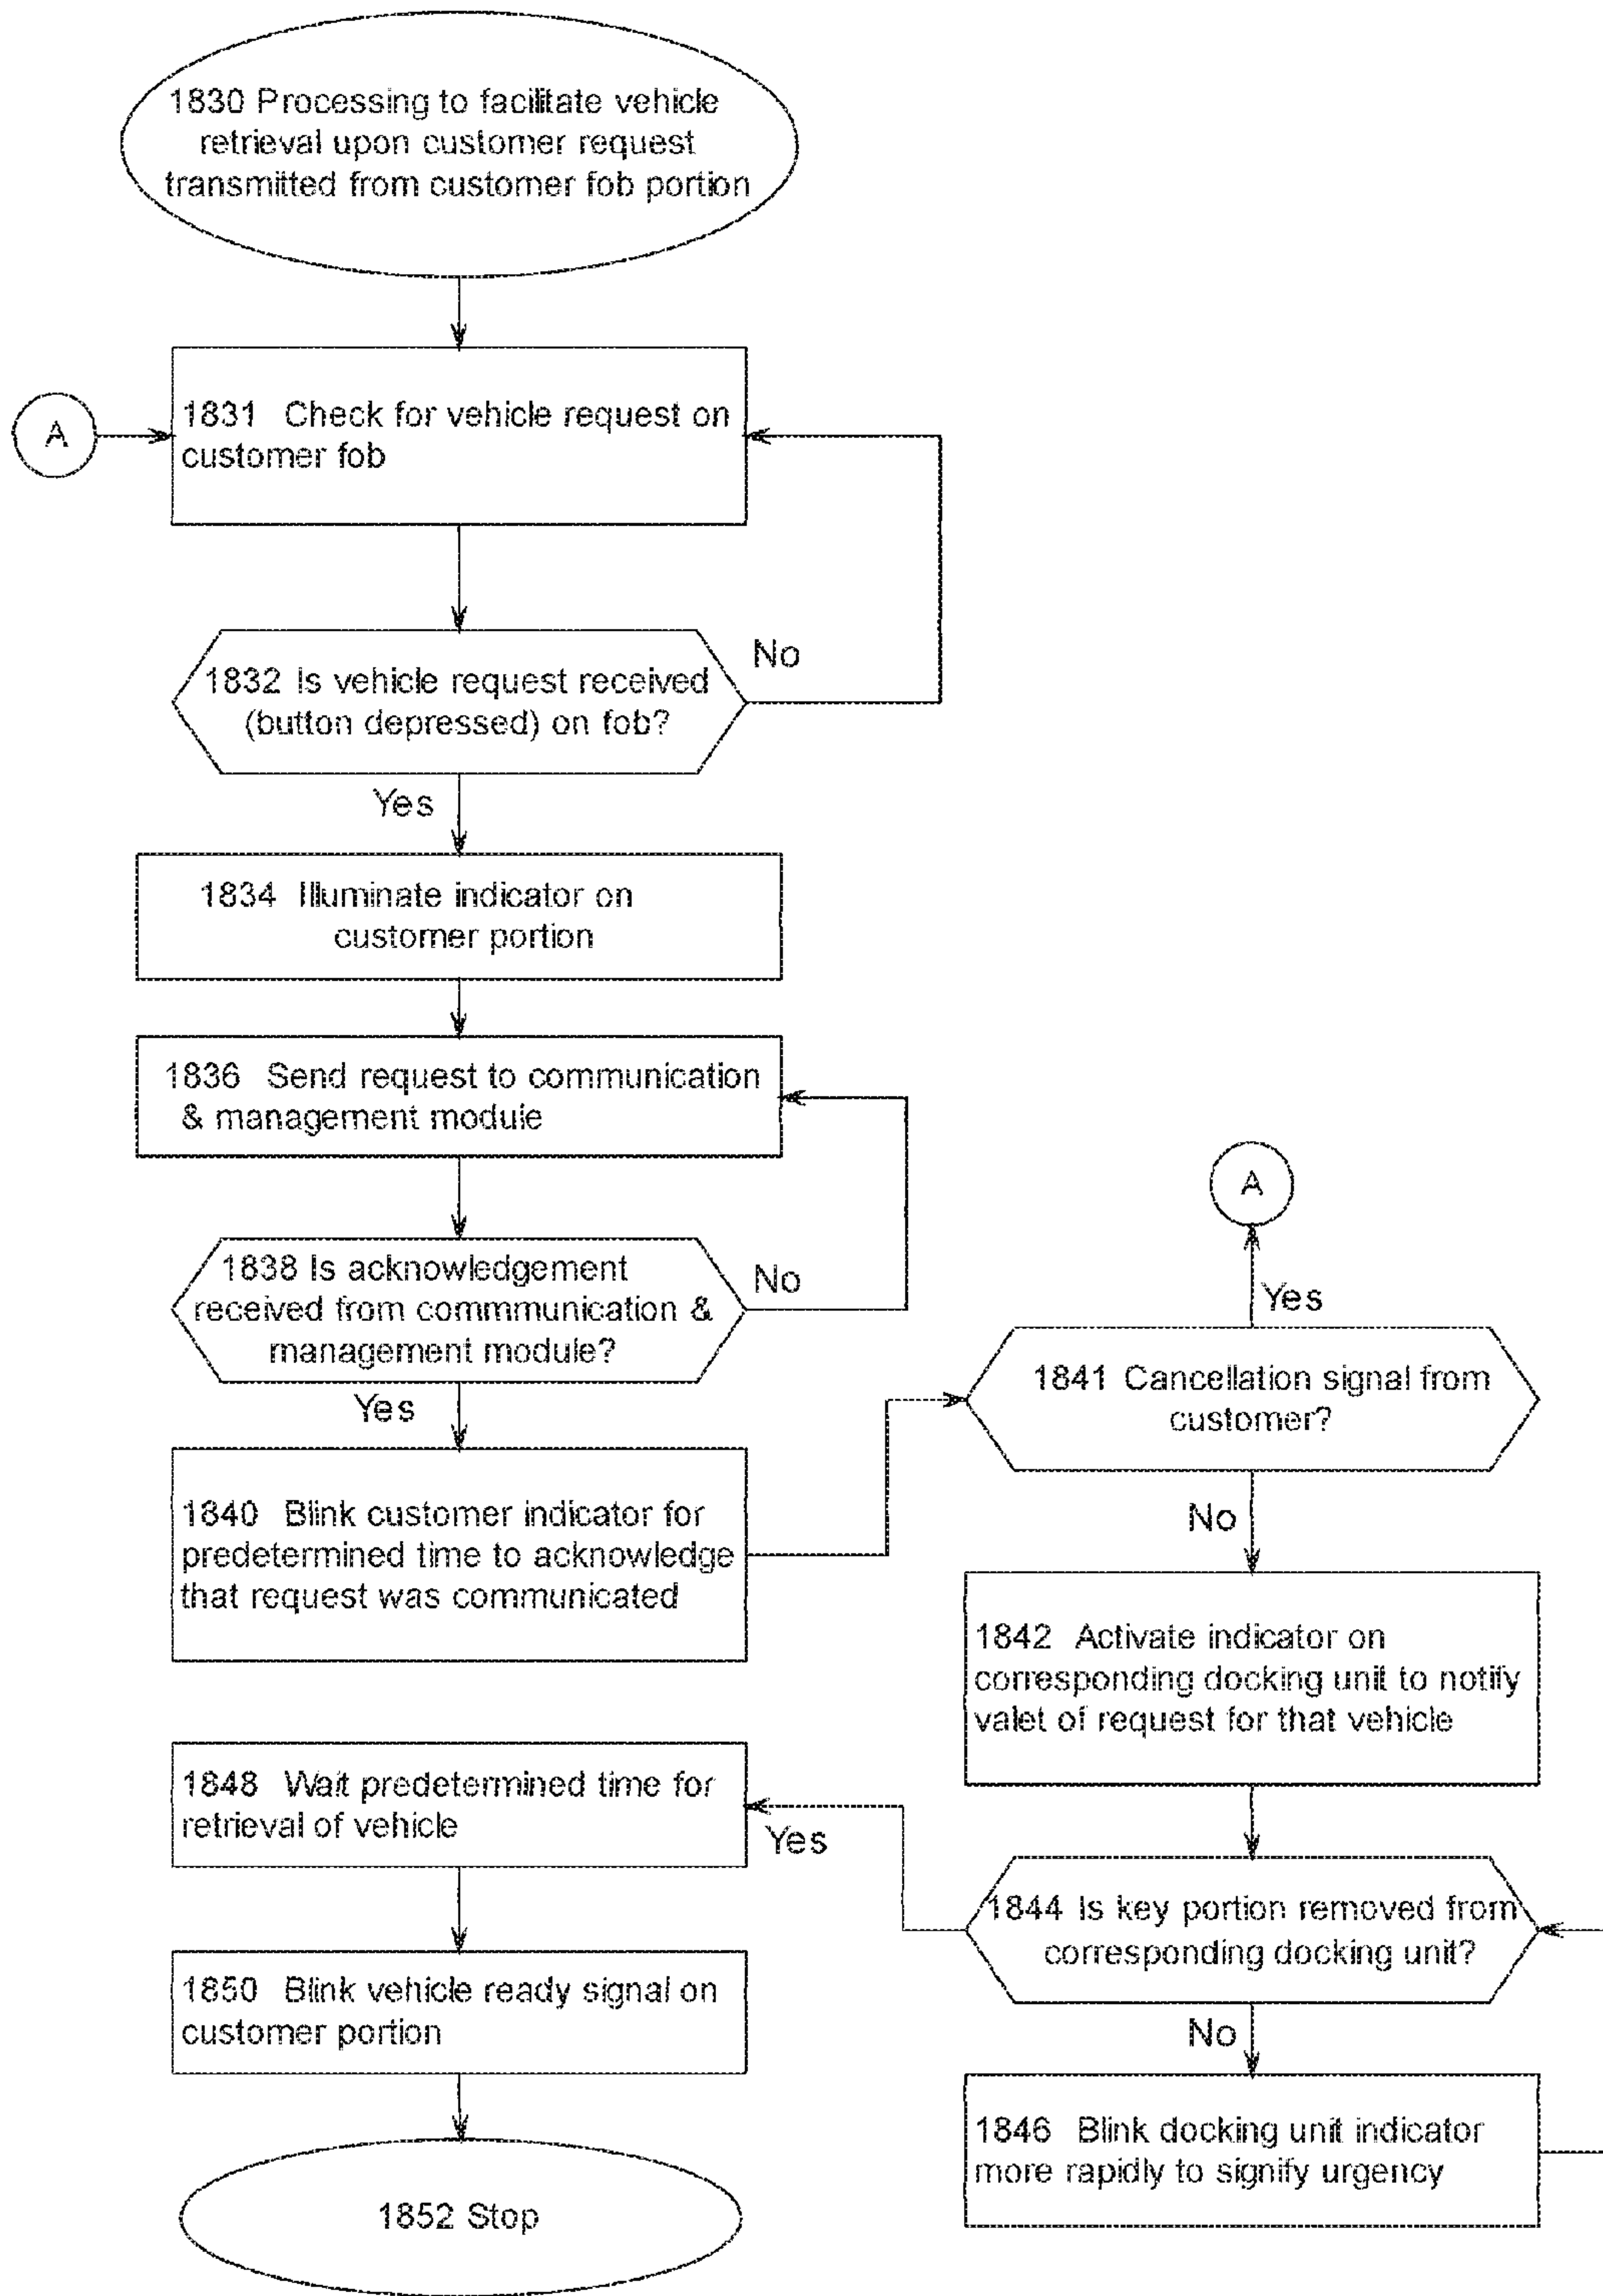 1830 Processing to facilitate vehicle
retrieval upon customer request
transmitted from customer fob portion
A
1831 Check for vehicle request on
customer fob
No
1832 Is vehicle request received
(button depressed) on fob?
Yes
1834 Illuminate indicator on
customer portion
1836 Send request to communication
& management module
1838 Is acknowledgement
received from commmunication &
management module?
No
Yes
1840 Blink customer indicator for
predetermined time to acknowledge
that request was communicated
A
Yes
1841 Cancellation signal from
customer?
No
1842 Activate indicator on
corresponding docking unit to notify
valet of request for that vehicle
1844 Is key portion removed from
corresponding docking unit?
No
1846 Blink docking unit indicator
more rapidly to signify urgency
Yes
1848 Wait predetermined time for
retrieval of vehicle
1850 Blink vehicle ready signal on
customer portion
1852 Stop